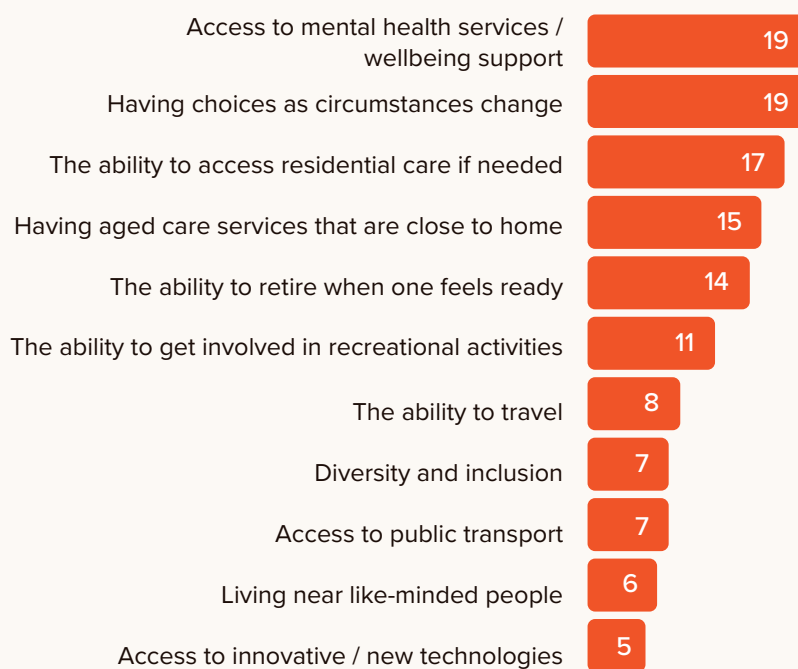 Access to mental health services /
wellbeing support
19
Having choices as circumstances change
19
The ability to access residential care if needed
17
Having aged care services that are close to home
15
The ability to retire when one feels ready
14
The ability to get involved in recreational activities
11
The ability to travel
8
Diversity and inclusion
7
Access to public transport
7
Living near like-minded people
6
Access to innovative / new technologies
5